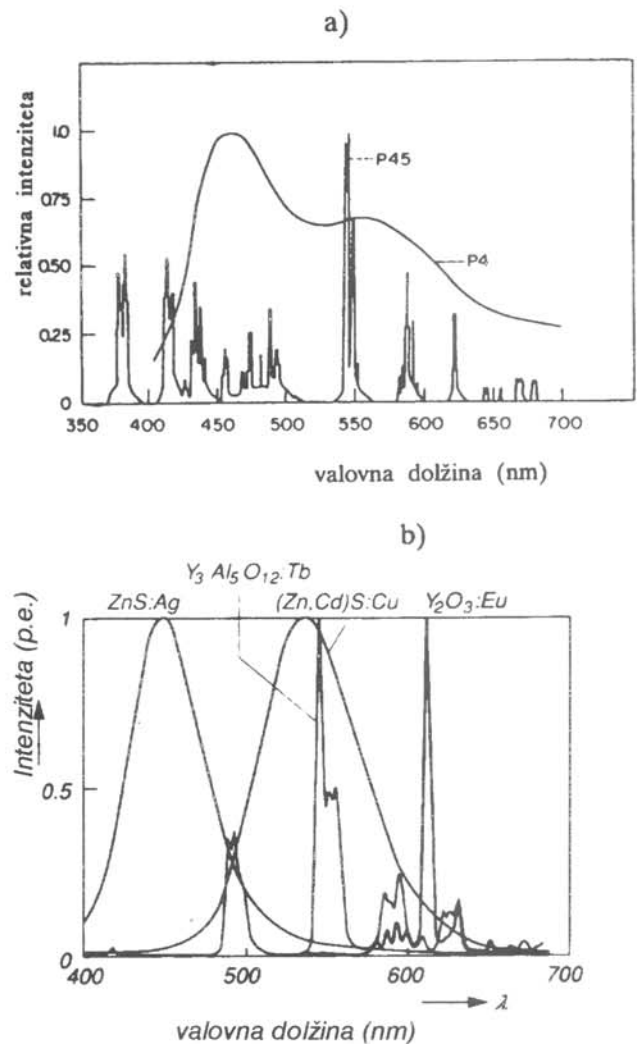 a)
relativna intenziteta
1.0
0.75
0.50
0.25
0
P45
P4
350 400 450 500 550 600 650 700
valovna dolžina (nm)
b)
Y3 Al5 O12:Tb
ZnS:Ag (Zn,Cd)S:Cu Y2O3:Eu
Intenziteta (p.e.)
1
0.5
0
400 500 600 700
λ
valovna dolžina (nm)